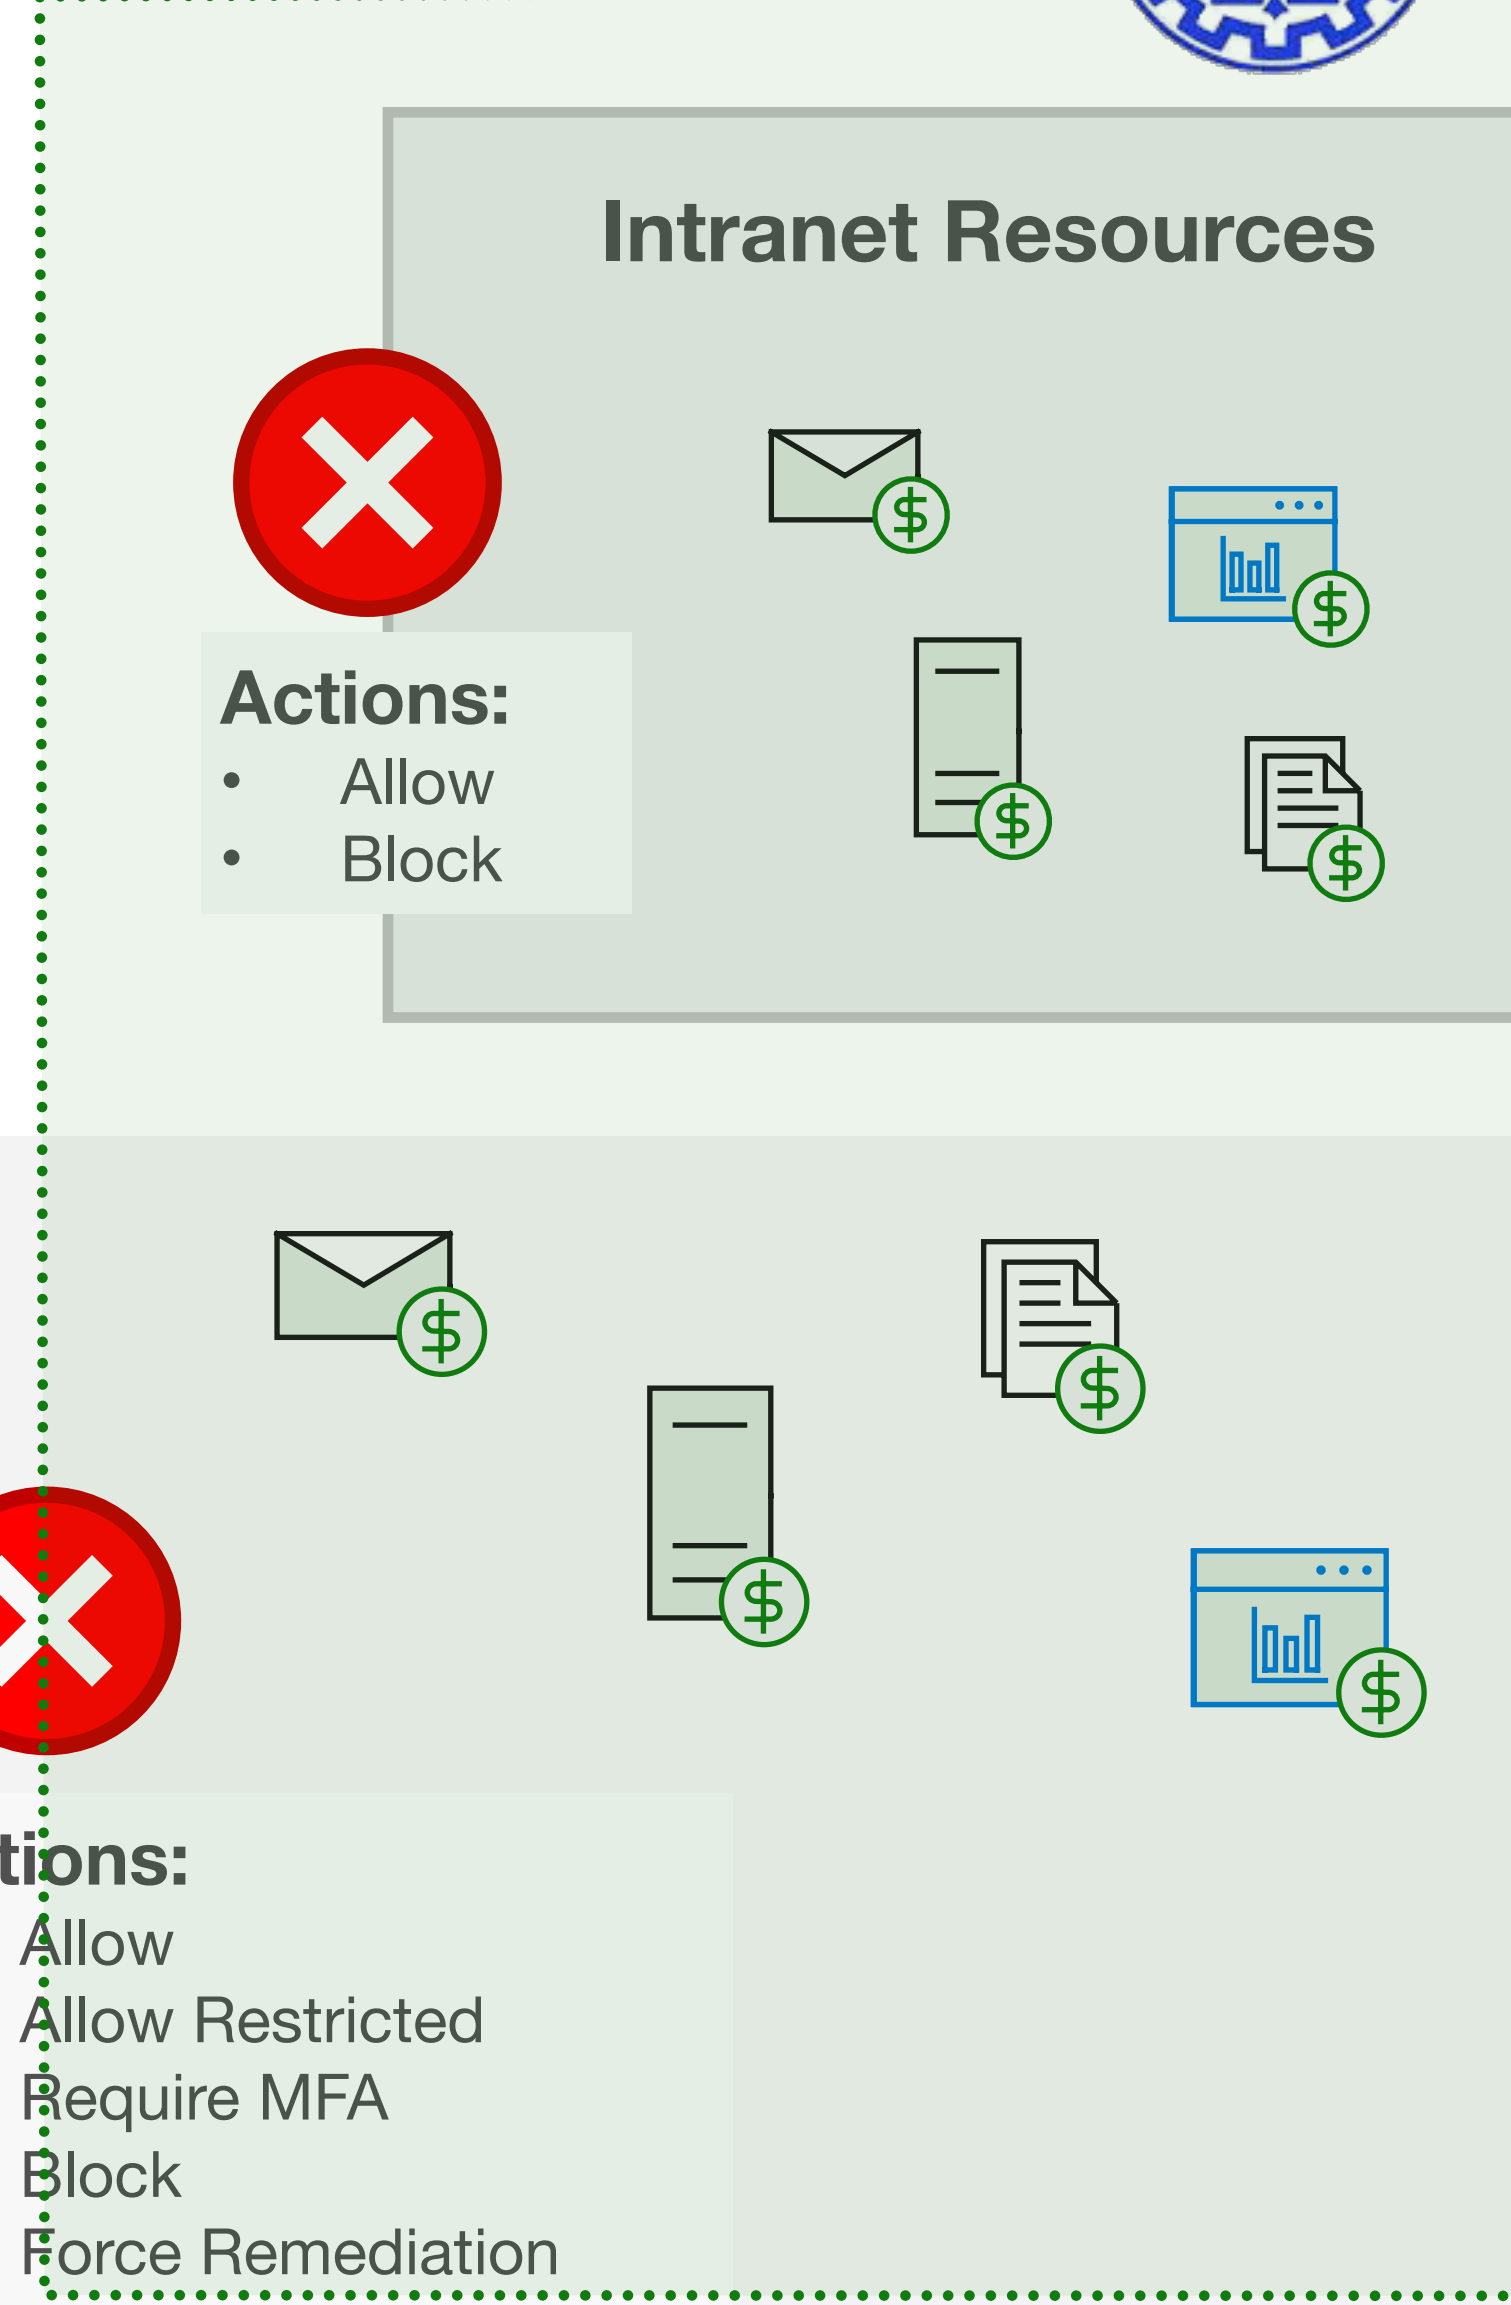 Intranet Resources
Actions:
• Allow
• Block
tions:
Allow
Allow Restricted
Require MFA
Block
Force Remediation